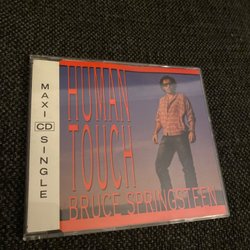 MAXI CD SINGLE
HUMAN
TOUCH
BRUCE SPRINGSTEEN